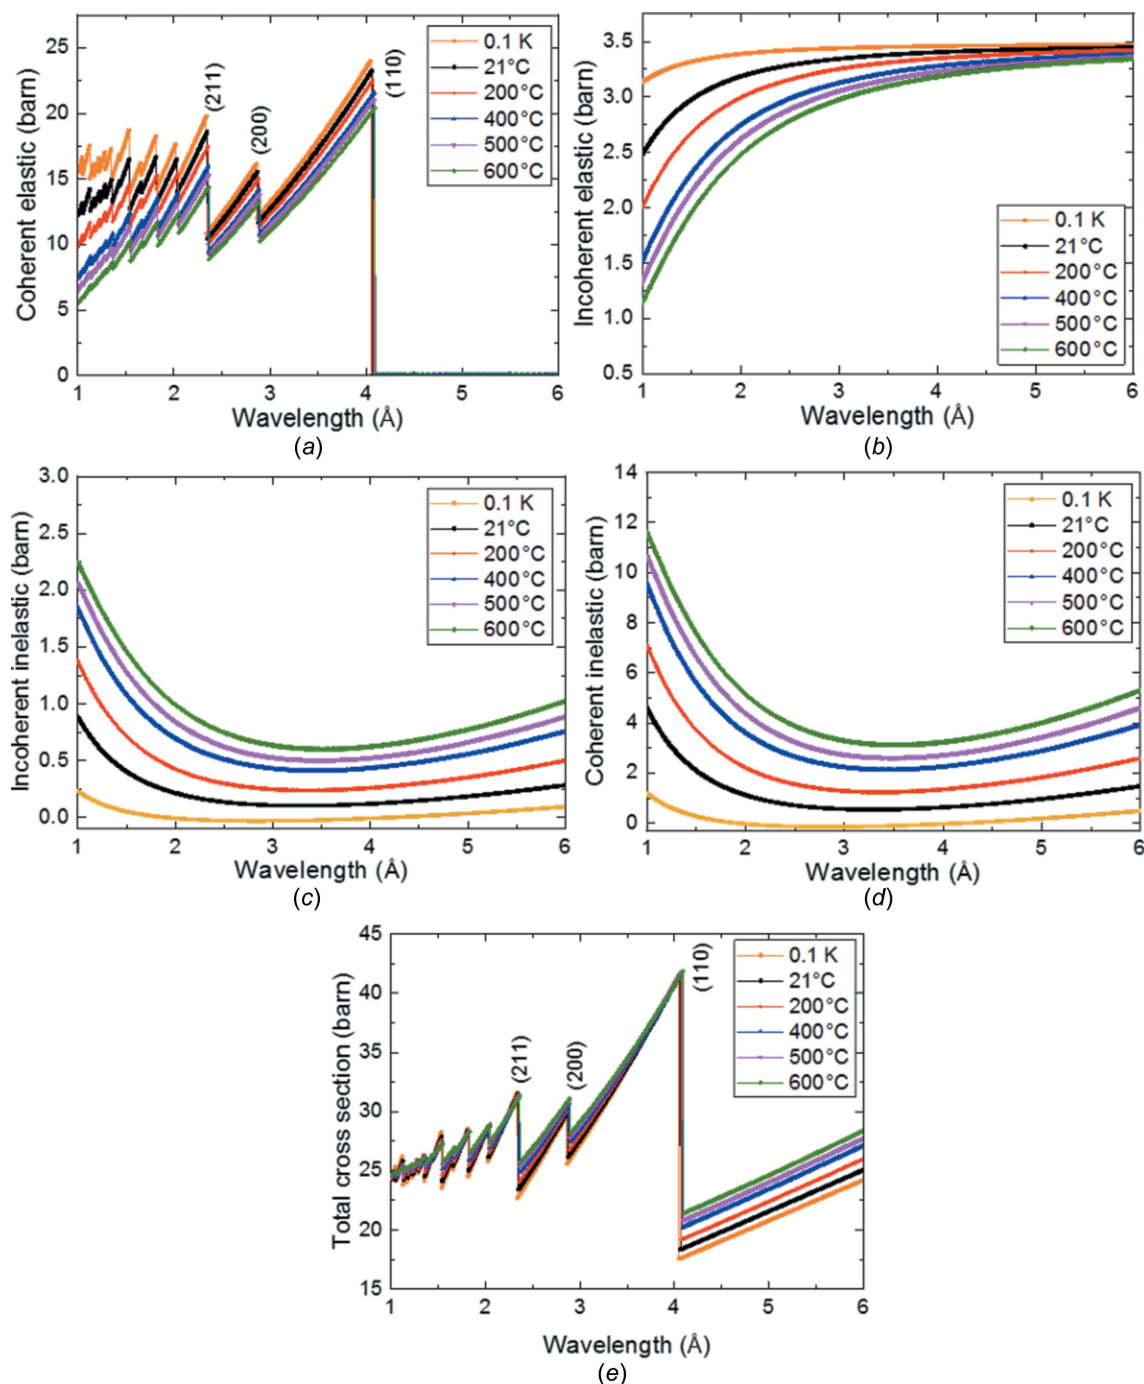 Coherent elastic (barn)
25
20
15
10
5
0
(211)
(200)
(110)
0.1 K
21°C
200°C
400°C
500°C
600°C
1 2 3 4 5 6
Wavelength (Å)
(a)
Incoherent elastic (barn)
3.5
3.0
2.5
2.0
1.5
1.0
0.5
0.1 K
21°C
200°C
400°C
500°C
600°C
1 2 3 4 5 6
Wavelength (Å)
(b)
Incoherent inelastic (barn)
3.0
2.5
2.0
1.5
1.0
0.5
0.0
0.1 K
21°C
200°C
400°C
500°C
600°C
1 2 3 4 5 6
Wavelength (Å)
(c)
Coherent inelastic (barn)
14
12
10
8
6
4
2
0
0.1 K
21°C
200°C
400°C
500°C
600°C
1 2 3 4 5 6
Wavelength (Å)
(d)
Total cross section (barn)
45
40
35
30
25
20
15
(211)
(200)
(110)
0.1 K
21°C
200°C
400°C
500°C
600°C
1 2 3 4 5 6
Wavelength (Å)
(e)